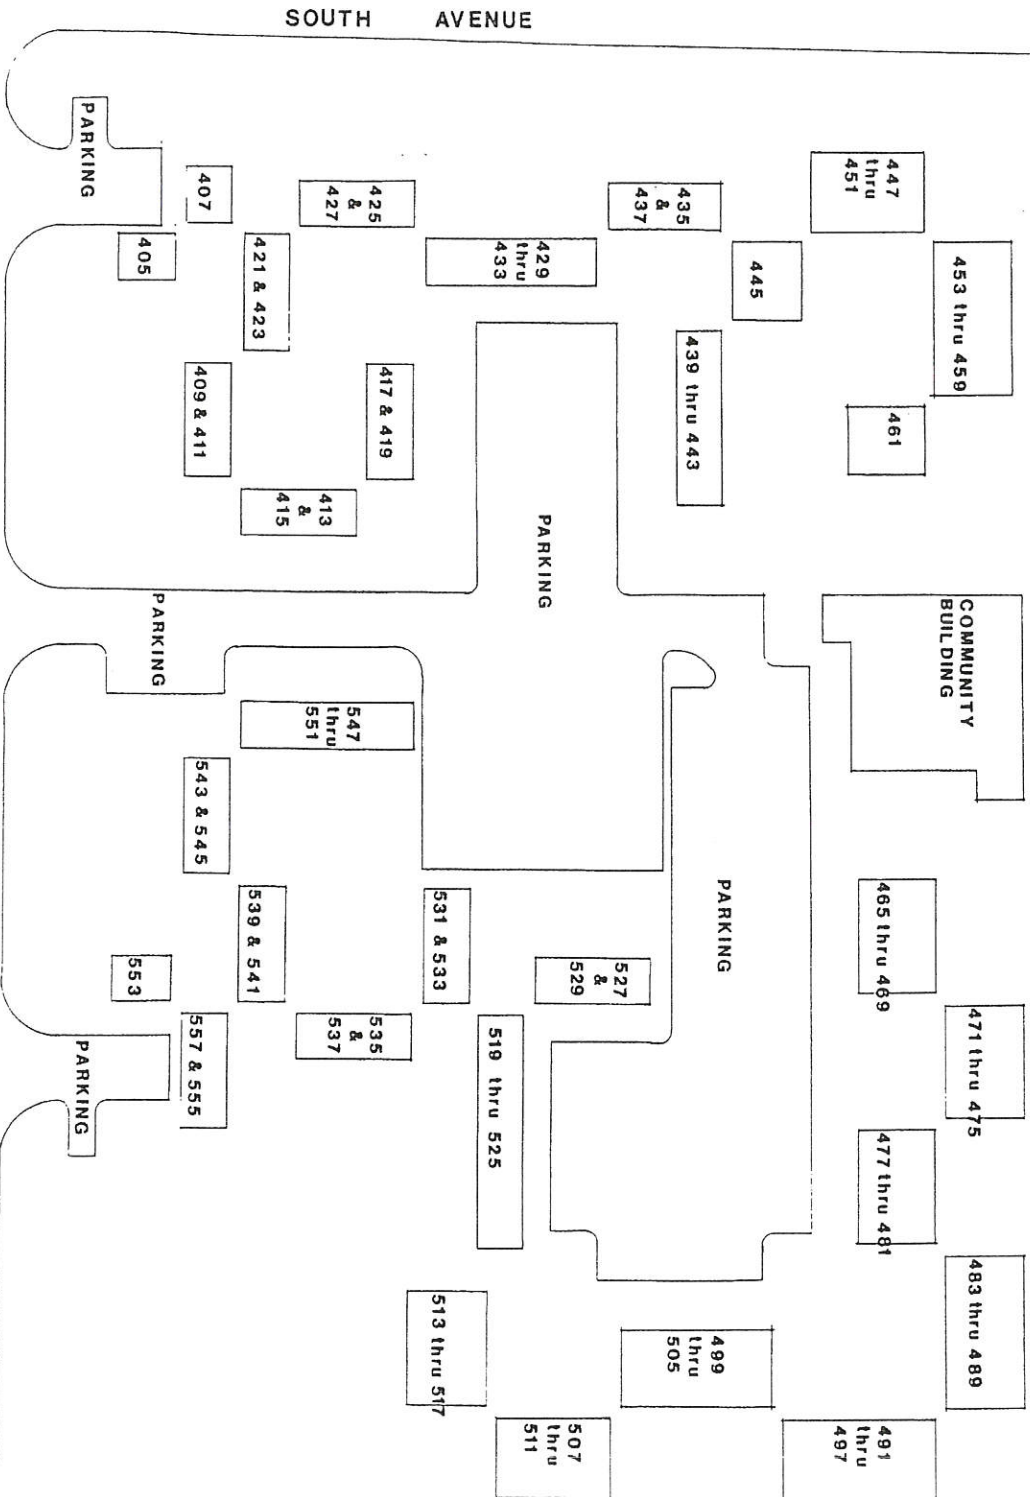 SOUTH AVENUE
PARKING
407
405
425
&
427
421 & 423
429
thru
433
435
&
437
447
thru
451
445
453 thru 459
409 & 411
417 & 419
413
&
415
439 thru 443
461
PARKING
PARKING
COMMUNITY
BUILDING
547
thru
551
543 & 545
539 & 541
531 & 533
527
&
529
PARKING
465 thru 469
471 thru 475
553
557 & 555
PARKING
535
&
537
519 thru 525
477 thru 481
483 thru 489
513 thru 517
499
thru
505
507
thru
511
491
thru
497